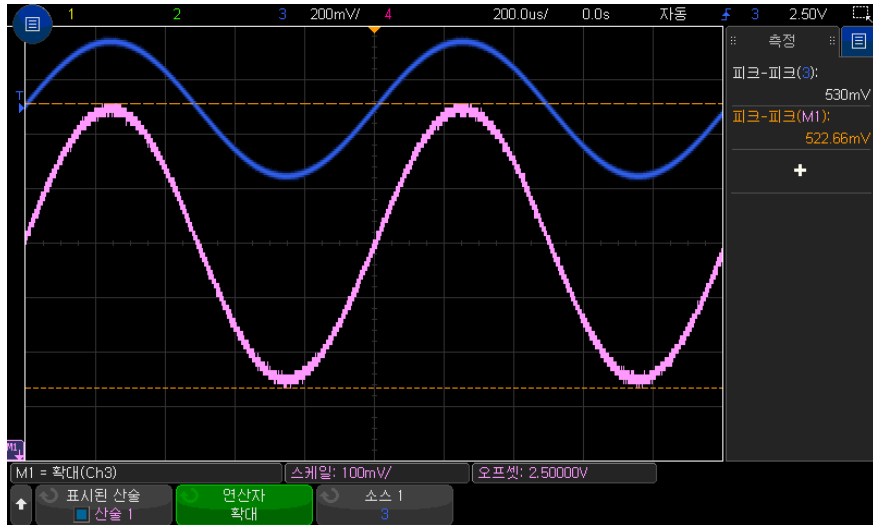 1 2 3 200mV/ 4 200.0us/ 0.0s 자동 3 2.50V
측정
피크-피크(3):
530mV
피크-피크(M1):
522.66mV
+
T
M1
M1 = 확대(Ch3) 스케일: 100mV/ 오프셋: 2.50000V
표시된 산술 연산자 소스 1
산술 1 확대 3